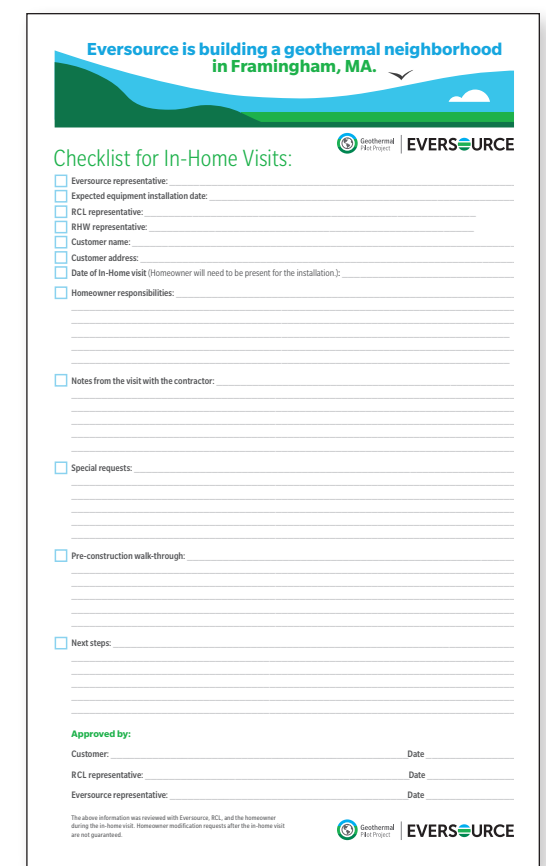 Eversource is building a geothermal neighborhood
in Framingham, MA.
Geothermal
Pilot Project
EVERSOURCE
Checklist for In-Home Visits:
Eversource representative:
Expected equipment installation date:
RCL representative:
RHW representative:
Customer name:
Customer address:
Date of In-Home visit (Homeowner will need to be present for the installation.):
Homeowner responsibilities:
Notes from the visit with the contractor:
Special requests:
Pre-construction walk-through:
Next steps:
Approved by:
Customer: Date
RCL representative: Date
Eversource representative: Date
The above information was reviewed with Eversource, RCL, and the homeowner
during the in-home visit. Homeowner modification requests after the in-home visit
are not guaranteed.
Geothermal
Pilot Project
EVERSOURCE